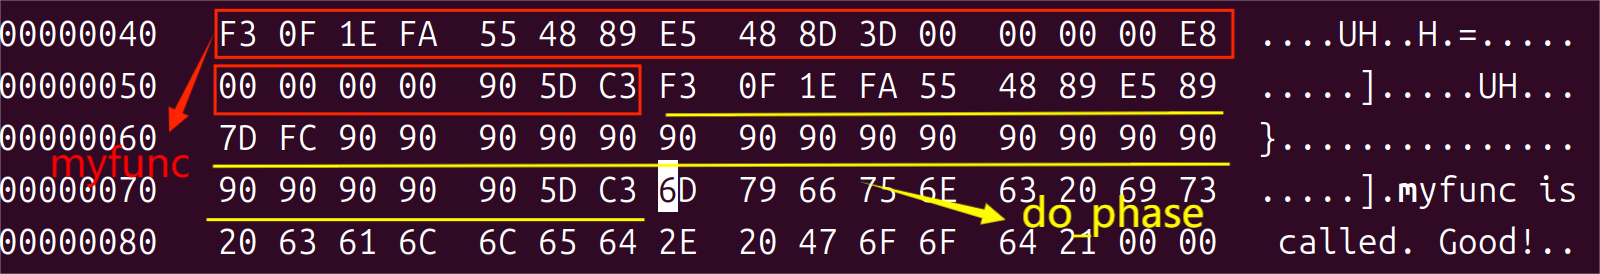 00000040 F3 0F 1E FA 55 48 89 E5 48 8D 3D 00 00 00 00 E8 ....UH..H.=.....
00000050 00 00 00 00 90 5D C3 F3 0F 1E FA 55 48 89 E5 89 .....].....UH...
00000060 7D FC 90 90 90 90 90 90 90 90 90 90 90 90 90 90 }...............
myfunc
00000070 90 90 90 90 90 5D C3 6D 79 66 75 6E 63 20 69 73 .....].myfunc is
do_phase
00000080 20 63 61 6C 6C 65 64 2E 20 47 6F 6F 64 21 00 00 called. Good!..